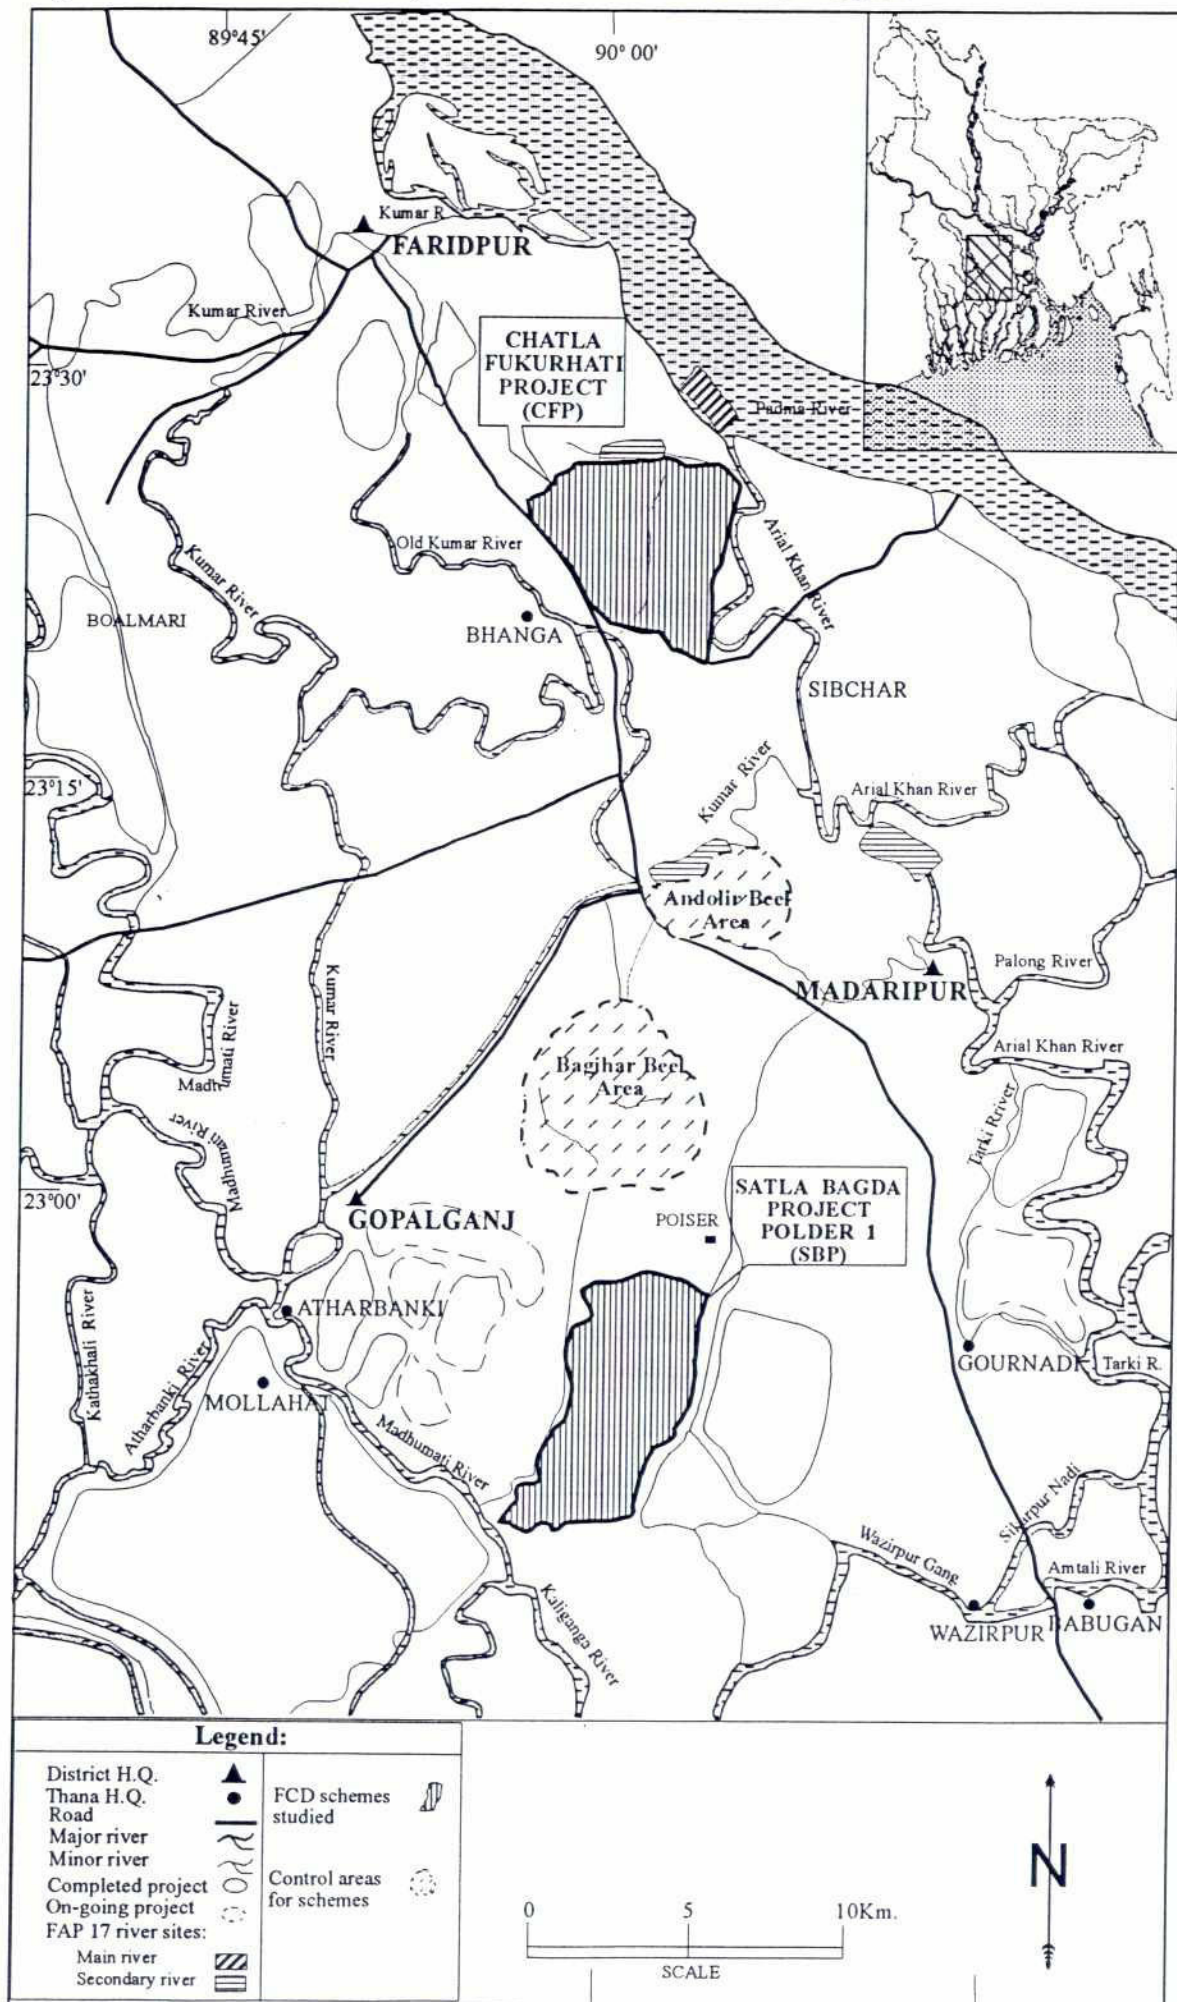 89°45'
90° 00'
Kumar R.
FARIDPUR
Kumar River
23°30'
CHATLA
FUKURHATI
PROJECT
(CFP)
Padma River
Old Kumar River
Arial Khan River
Kumar River
BOALMARI
BHANGA
SIBCHAR
23°15'
Kumar River
Arial Khan River
Andolir Beel
Area
Palong River
MADARIPUR
Kumar River
Madhumati River
Arial Khan River
Bagihar Beel
Area
Tarki Rriver
Madhumati River
23°00'
GOPALGANJ
POISER
SATLA BAGDA
PROJECT
POLDER 1
(SBP)
Kathakhali River
ATHARBANKI
Atharbanki River
MOLLAHAT
GOURNADI
Tarki R.
Madhumati River
Sikarpur Nadi
Wazirpur Gang
Amtali River
Kaliganga River
WAZIRPUR
BABUGAN
Legend:
District H.Q.
Thana H.Q.
Road
Major river
Minor river
Completed project
On-going project
FAP 17 river sites:
Main river
Secondary river
FCD schemes
studied
Control areas
for schemes
0 5 10Km.
SCALE
N